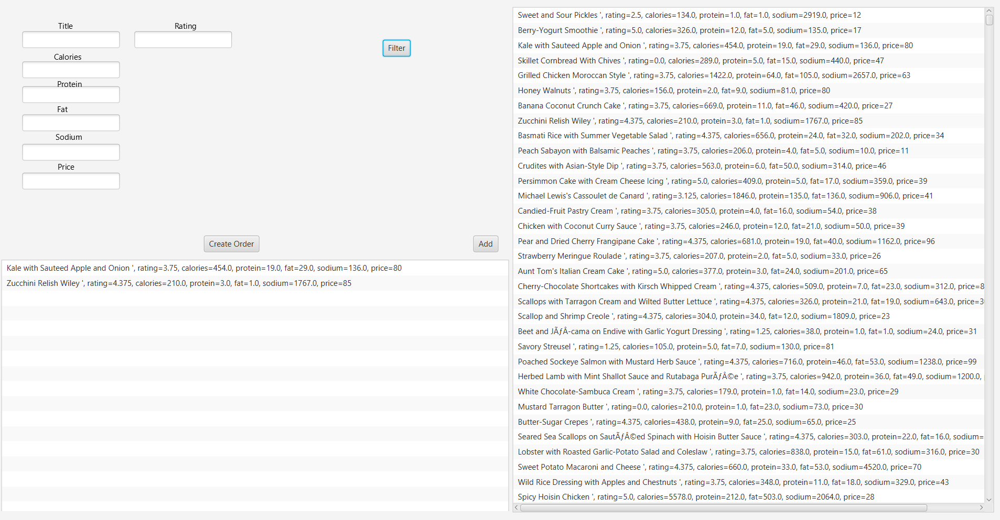 Title
Rating
Filter
Calories
Protein
Fat
Sodium
Price
Create Order
Add
Kale with Sauteed Apple and Onion ', rating=3.75, calories=454.0, protein=19.0, fat=29.0, sodium=136.0, price=80
Zucchini Relish Wiley ', rating=4.375, calories=210.0, protein=3.0, fat=1.0, sodium=1767.0, price=85
Sweet and Sour Pickles ', rating=2.5, calories=134.0, protein=1.0, fat=1.0, sodium=2919.0, price=12
Berry-Yogurt Smoothie ', rating=5.0, calories=326.0, protein=12.0, fat=5.0, sodium=135.0, price=17
Kale with Sauteed Apple and Onion ', rating=3.75, calories=454.0, protein=19.0, fat=29.0, sodium=136.0, price=80
Skillet Cornbread With Chives ', rating=0.0, calories=289.0, protein=5.0, fat=15.0, sodium=440.0, price=47
Grilled Chicken Moroccan Style ', rating=3.75, calories=1422.0, protein=64.0, fat=105.0, sodium=2657.0, price=63
Honey Walnuts ', rating=3.75, calories=156.0, protein=2.0, fat=9.0, sodium=81.0, price=80
Banana Coconut Crunch Cake ', rating=3.75, calories=669.0, protein=11.0, fat=46.0, sodium=420.0, price=27
Zucchini Relish Wiley ', rating=4.375, calories=210.0, protein=3.0, fat=1.0, sodium=1767.0, price=85
Basmati Rice with Summer Vegetable Salad ', rating=4.375, calories=656.0, protein=24.0, fat=32.0, sodium=202.0, price=34
Peach Sabayon with Balsamic Peaches ', rating=3.75, calories=206.0, protein=4.0, fat=5.0, sodium=10.0, price=11
Crudites with Asian-Style Dip ', rating=3.75, calories=563.0, protein=6.0, fat=50.0, sodium=314.0, price=46
Persimmon Cake with Cream Cheese Icing ', rating=5.0, calories=409.0, protein=5.0, fat=17.0, sodium=359.0, price=39
Michael Lewis's Cassoulet de Canard ', rating=3.125, calories=1846.0, protein=135.0, fat=136.0, sodium=906.0, price=41
Candied-Fruit Pastry Cream ', rating=3.75, calories=305.0, protein=4.0, fat=16.0, sodium=54.0, price=38
Chicken with Coconut Curry Sauce ', rating=3.75, calories=246.0, protein=12.0, fat=21.0, sodium=50.0, price=39
Pear and Dried Cherry Frangipane Cake ', rating=4.375, calories=681.0, protein=19.0, fat=40.0, sodium=1162.0, price=96
Strawberry Meringue Roulade ', rating=3.75, calories=207.0, protein=2.0, fat=5.0, sodium=33.0, price=26
Aunt Tom's Italian Cream Cake ', rating=5.0, calories=377.0, protein=3.0, fat=24.0, sodium=201.0, price=65
Cherry-Chocolate Shortcakes with Kirsch Whipped Cream ', rating=4.375, calories=509.0, protein=7.0, fat=23.0, sodium=312.0, price=8
Scallops with Tarragon Cream and Wilted Butter Lettuce ', rating=4.375, calories=326.0, protein=21.0, fat=19.0, sodium=643.0, price=3
Scallop and Shrimp Creole ', rating=4.375, calories=304.0, protein=34.0, fat=12.0, sodium=1809.0, price=23
Beet and JÃƒÂ-cama on Endive with Garlic Yogurt Dressing ', rating=1.25, calories=38.0, protein=1.0, fat=1.0, sodium=24.0, price=31
Savory Streusel ', rating=1.25, calories=105.0, protein=5.0, fat=7.0, sodium=130.0, price=81
Poached Sockeye Salmon with Mustard Herb Sauce ', rating=4.375, calories=716.0, protein=46.0, fat=53.0, sodium=1238.0, price=99
Herbed Lamb with Mint Shallot Sauce and Rutabaga PurÃƒÂ©e ', rating=3.75, calories=942.0, protein=36.0, fat=49.0, sodium=1200.0,
White Chocolate-Sambuca Cream ', rating=3.75, calories=179.0, protein=1.0, fat=14.0, sodium=23.0, price=29
Mustard Tarragon Butter ', rating=0.0, calories=210.0, protein=1.0, fat=23.0, sodium=73.0, price=30
Butter-Sugar Crepes ', rating=4.375, calories=438.0, protein=9.0, fat=25.0, sodium=65.0, price=25
Seared Sea Scallops on SautÃƒÂ©ed Spinach with Hoisin Butter Sauce ', rating=4.375, calories=303.0, protein=22.0, fat=16.0, sodium=
Lobster with Roasted Garlic-Potato Salad and Coleslaw ', rating=3.75, calories=838.0, protein=15.0, fat=61.0, sodium=316.0, price=30
Sweet Potato Macaroni and Cheese ', rating=4.375, calories=660.0, protein=33.0, fat=53.0, sodium=4520.0, price=70
Wild Rice Dressing with Apples and Chestnuts ', rating=3.75, calories=348.0, protein=11.0, fat=18.0, sodium=329.0, price=43
Spicy Hoisin Chicken ', rating=5.0, calories=5578.0, protein=212.0, fat=503.0, sodium=2064.0, price=28